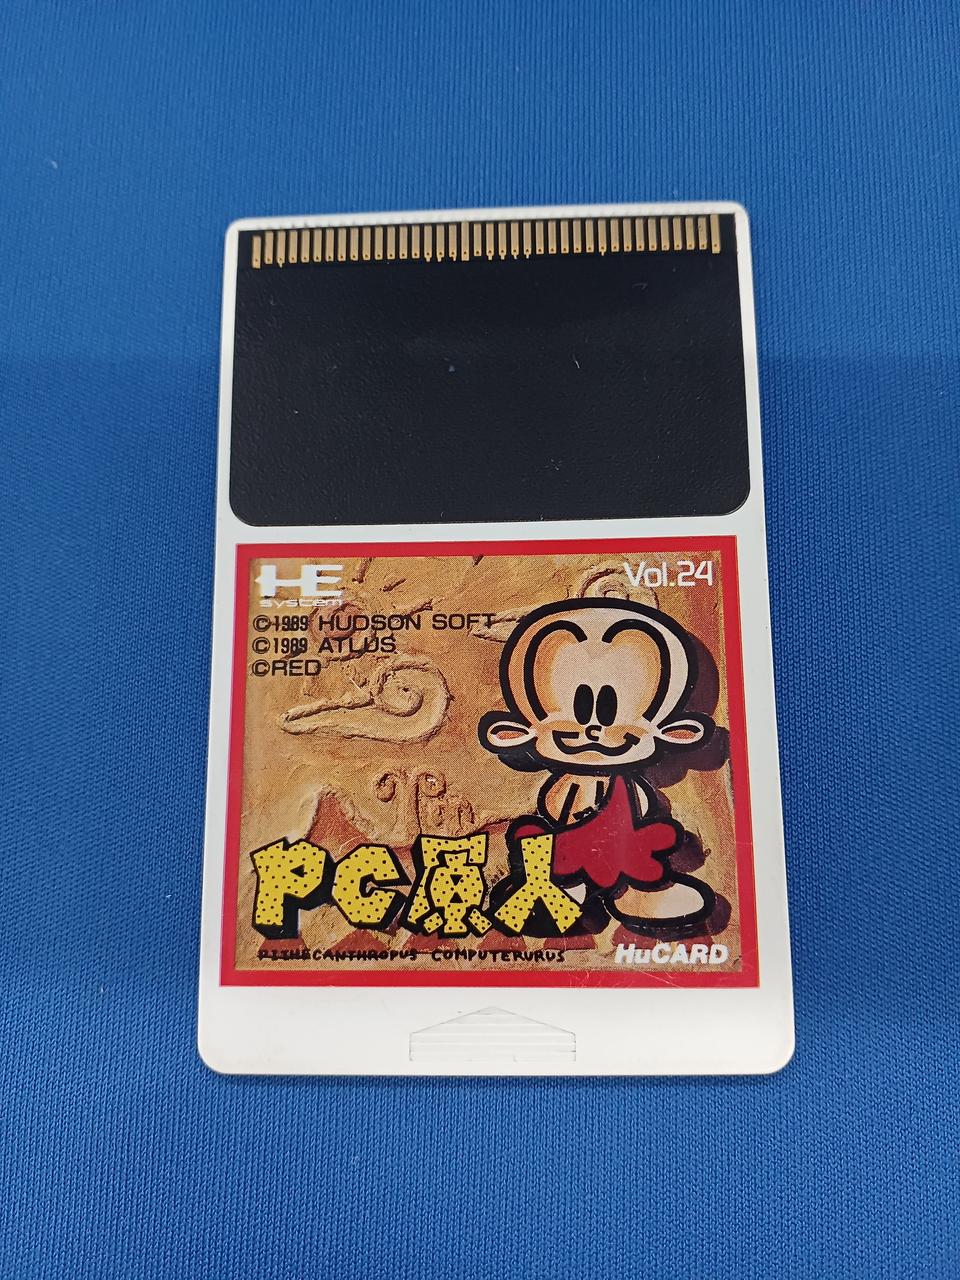 HE
system
Vol.24
©1989 HUDSON SOFT
©1989 ATLUS
©RED
PC原人
PITHECANTHROPUS COMPUTERURUS
HuCARD